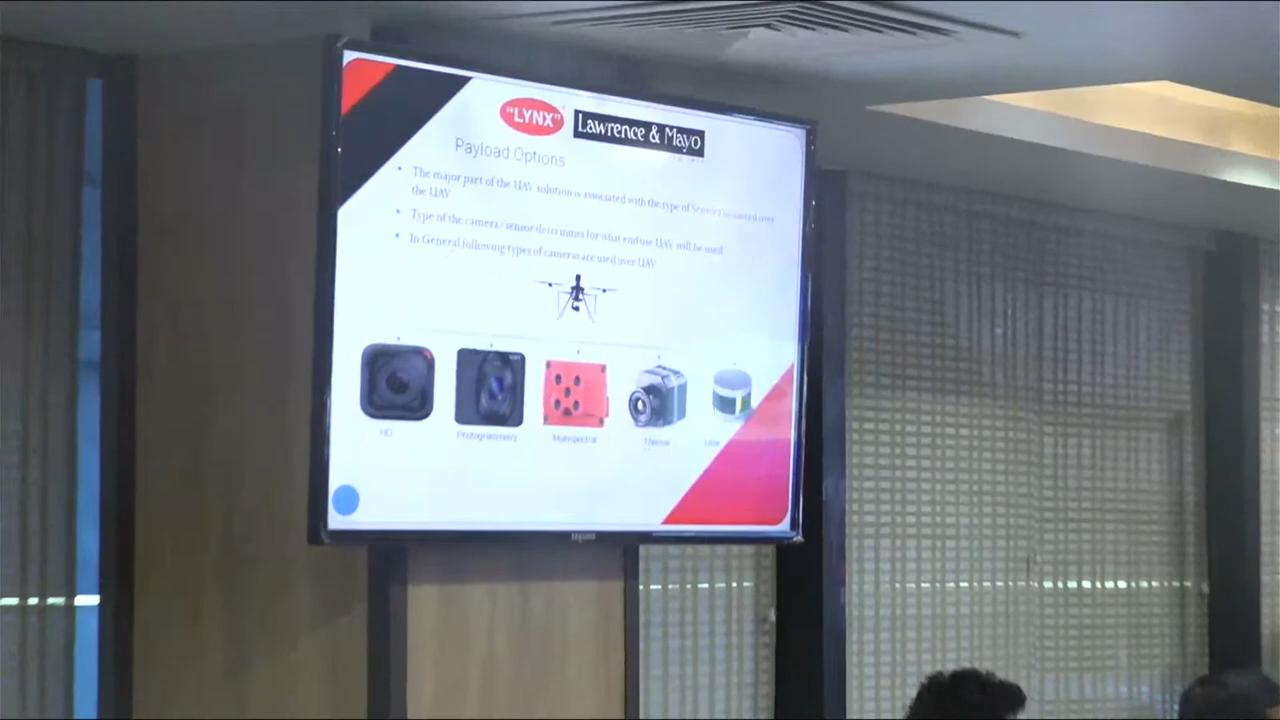 "LYNX"
Lawrence & Mayo
Payload Options
The major part of the UAV solution is associated with the type of Sensor mounted over
the UAV
Type of the camera/sensor determines for what end use UAV will be used
In General following types of cameras are used over UAV
HD
Photogrammetry
Multispectral
Thermal